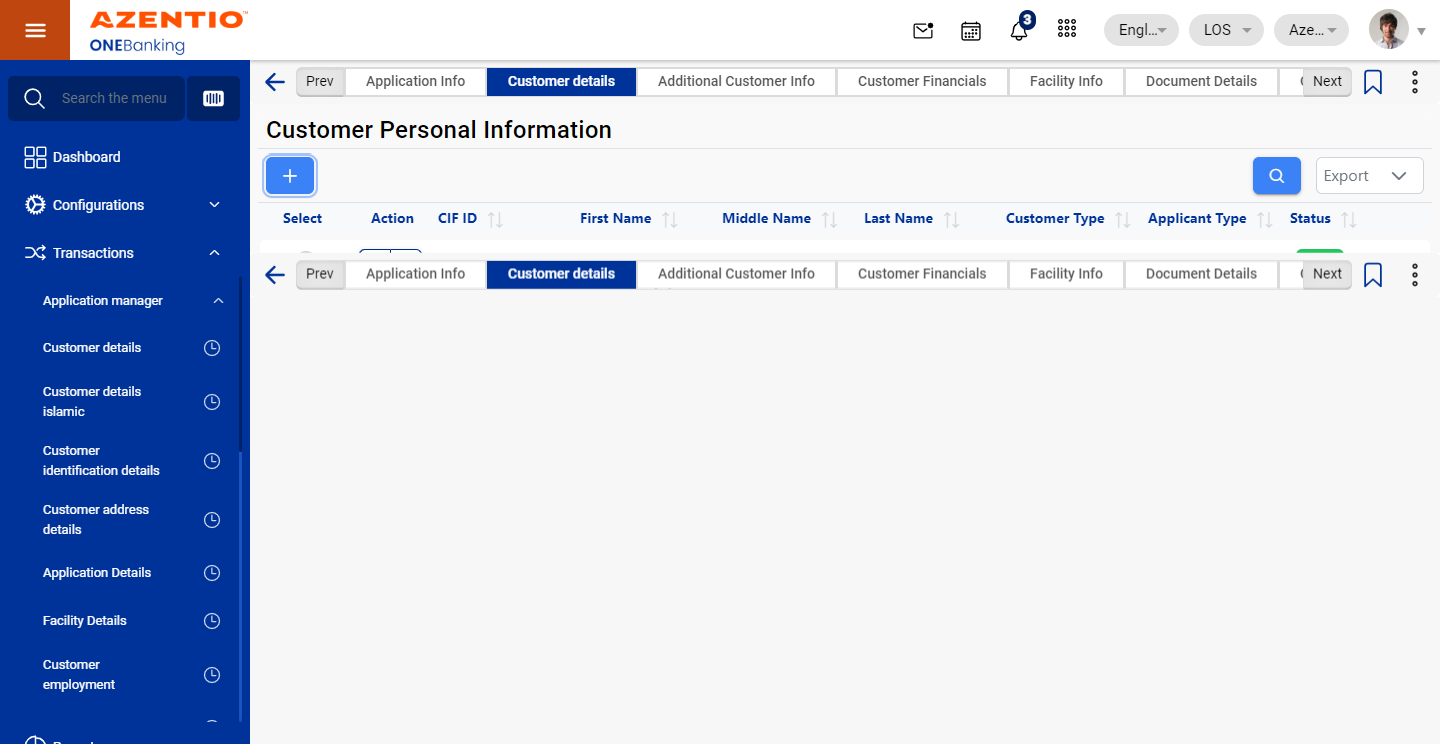 AZENTIO™
ONEBanking
3
Engl...
LOS
Aze...
Search the menu
Dashboard
Configurations
Transactions
Application manager
Customer details
Customer details
islamic
Customer
identification details
Customer address
details
Application Details
Facility Details
Customer
employment
Prev Application Info Customer details Additional Customer Info Customer Financials Facility Info Document Details Next
Customer Personal Information
Export
Select Action CIF ID First Name Middle Name Last Name Customer Type Applicant Type Status
Prev Application Info Customer details Additional Customer Info Customer Financials Facility Info Document Details Next